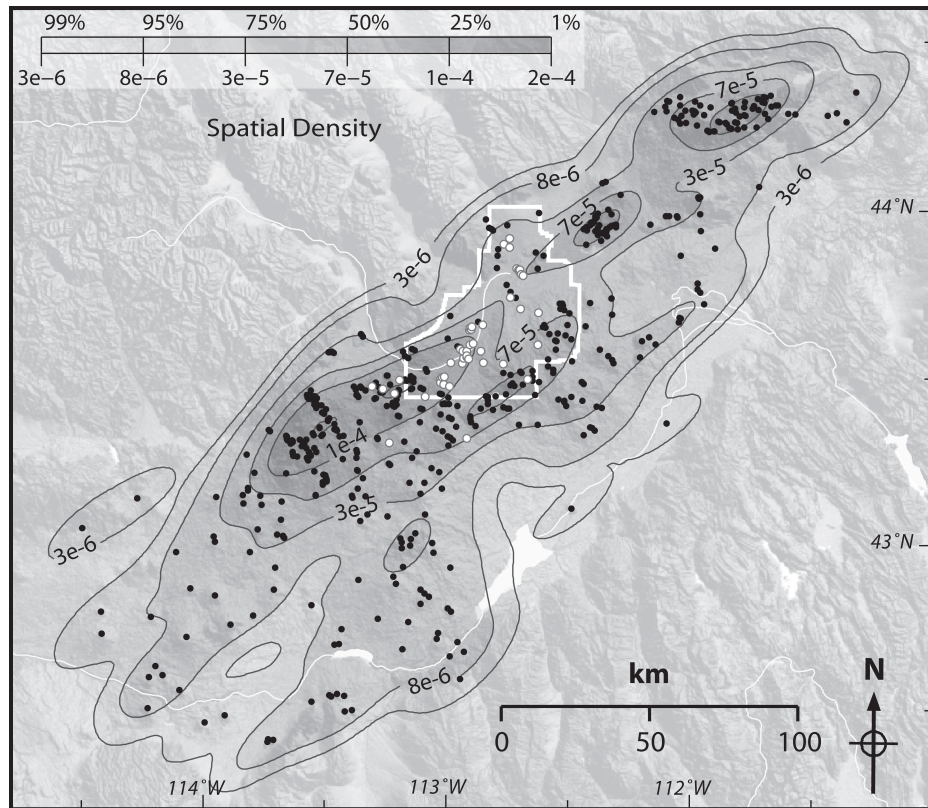 99% 95% 75% 50% 25% 1%
3e-6 8e-6 3e-5 7e-5 1e-4 2e-4
Spatial Density
7e-5
8e-6
3e-5
3e-6
44°N
7e-5
3e-6
7e-5
1e-4
3e-5
3e-6
43°N
8e-6
km
N
0 50 100
114°W 113°W 112°W